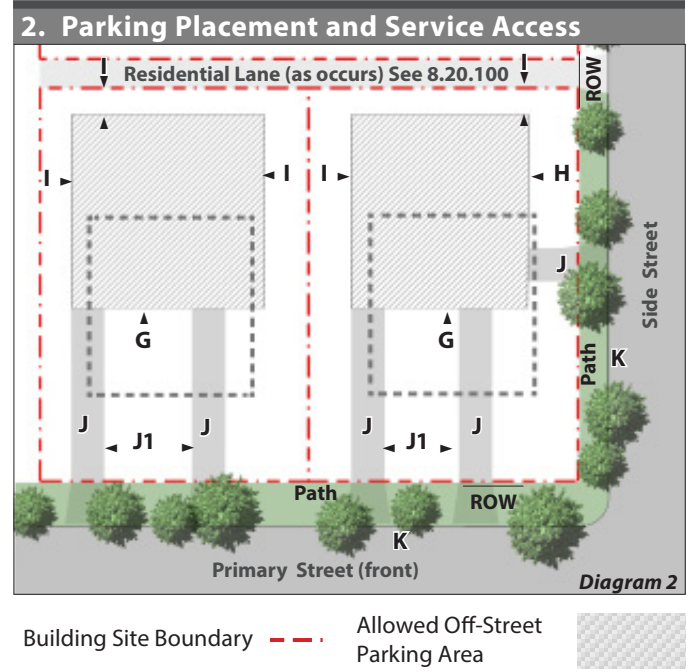 2. Parking Placement and Service Access
I
I
Residential Lane (as occurs) See 8.20.100
ROW
I
I
I
H
J
Side Street
G
G
K
Path
J
J1
J
J
J1
J
Path
ROW
K
Primary Street (front)
Diagram 2
Building Site Boundary
Allowed Off-Street
Parking Area